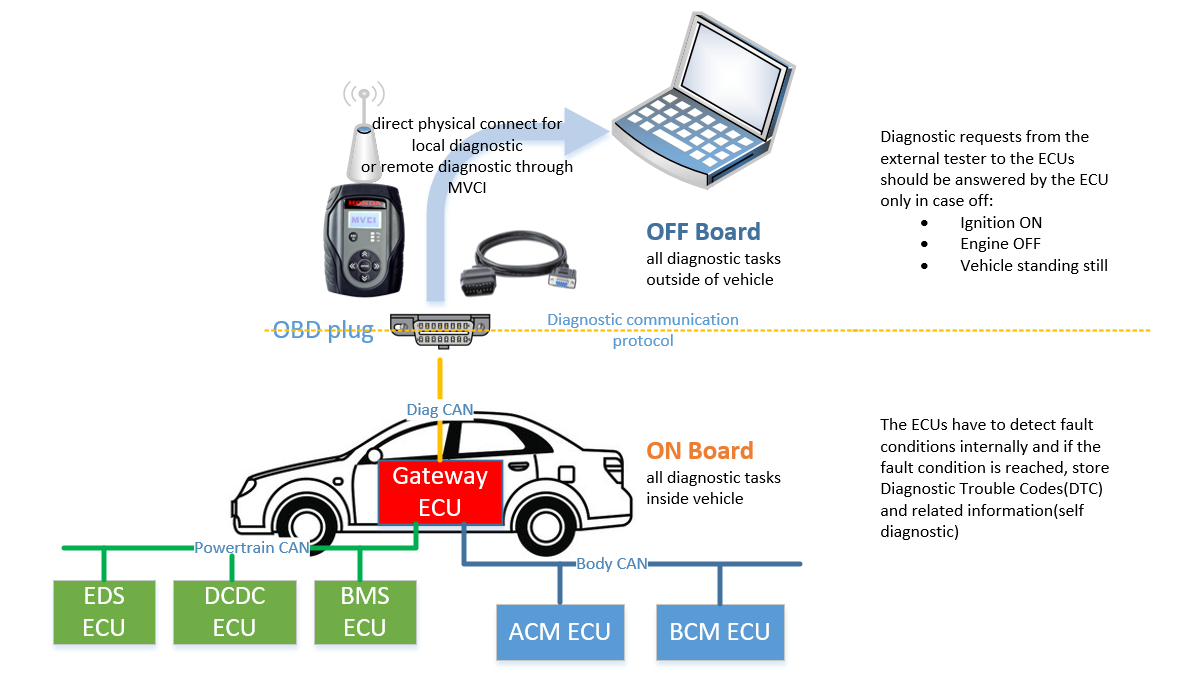 direct physical connect for
local diagnostic
or remote diagnostic through
MVCI
HONDA
MVCI
OFF Board
all diagnostic tasks
outside of vehicle
Diagnostic requests from the
external tester to the ECUs
should be answered by the ECU
only in case off:
• Ignition ON
• Engine OFF
• Vehicle standing still
OBD plug
Diagnostic communication
protocol
Diag CAN
Gateway
ECU
ON Board
all diagnostic tasks
inside vehicle
The ECUs have to detect fault
conditions internally and if the
fault condition is reached, store
Diagnostic Trouble Codes(DTC)
and related information(self
diagnostic)
Powertrain CAN
Body CAN
EDS
ECU
DCDC
ECU
BMS
ECU
ACM ECU
BCM ECU